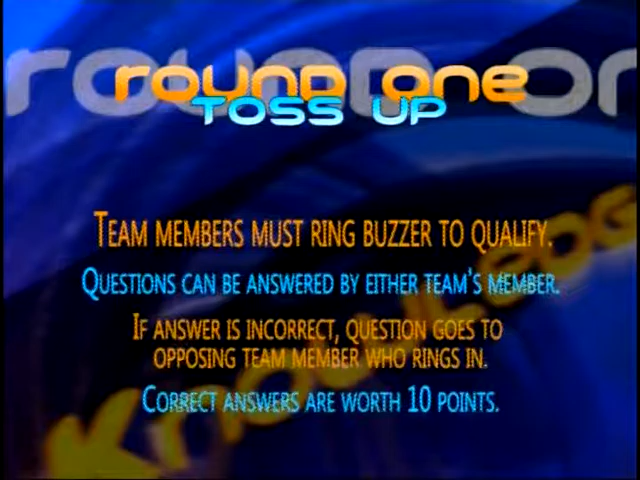 ROUND ONE
TOSS UP
TEAM MEMBERS MUST RING BUZZER TO QUALIFY.
QUESTIONS CAN BE ANSWERED BY EITHER TEAM'S MEMBER.
IF ANSWER IS INCORRECT, QUESTION GOES TO
OPPOSING TEAM MEMBER WHO RINGS IN.
CORRECT ANSWERS ARE WORTH 10 POINTS.